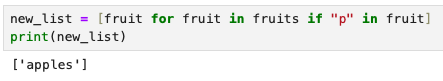 new_list = [fruit for fruit in fruits if "p" in fruit]
print(new_list)
['apples']